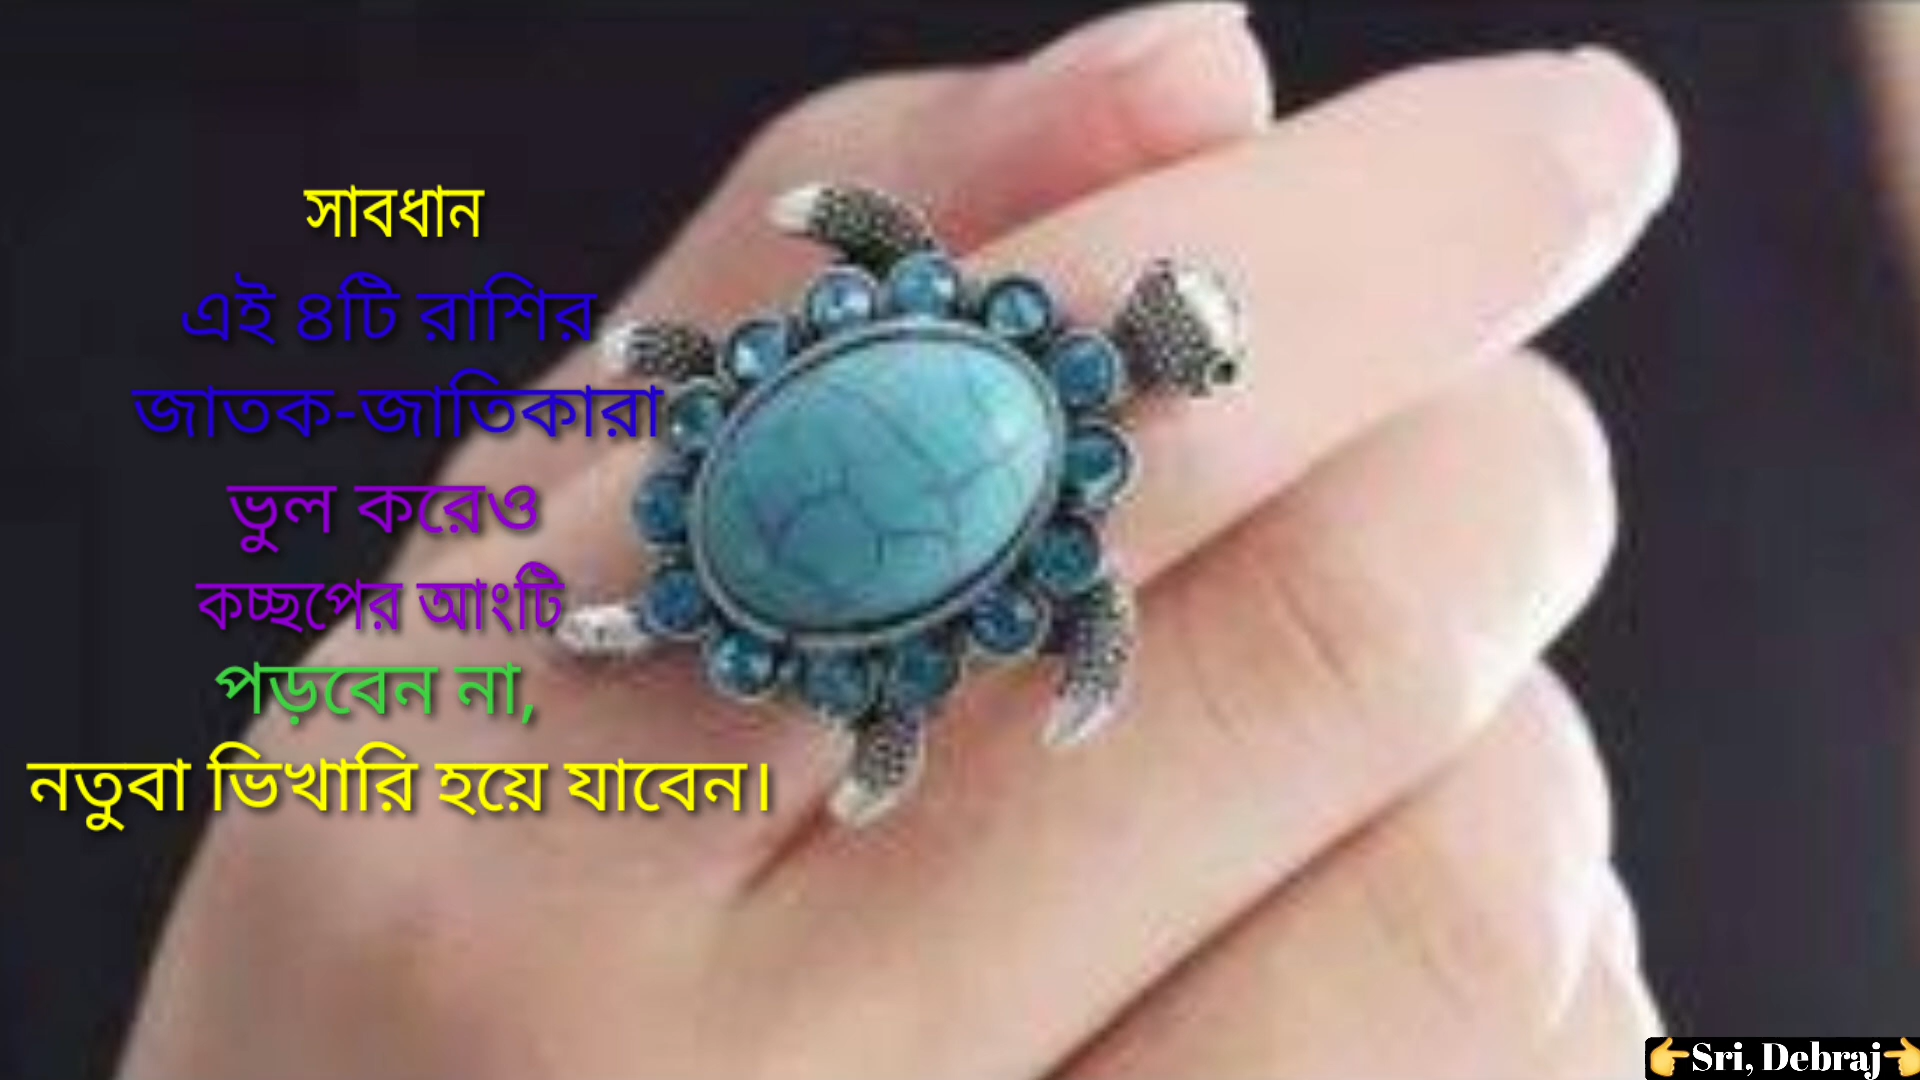 সাবধান
এই ৪টি রাশির
জাতক-জাতিকারা
ভুল করেও
কচ্ছপের আংটি
পড়বেন না,
নতুবা ভিখারি হয়ে যাবেন।
👉Sri, Debraj👈